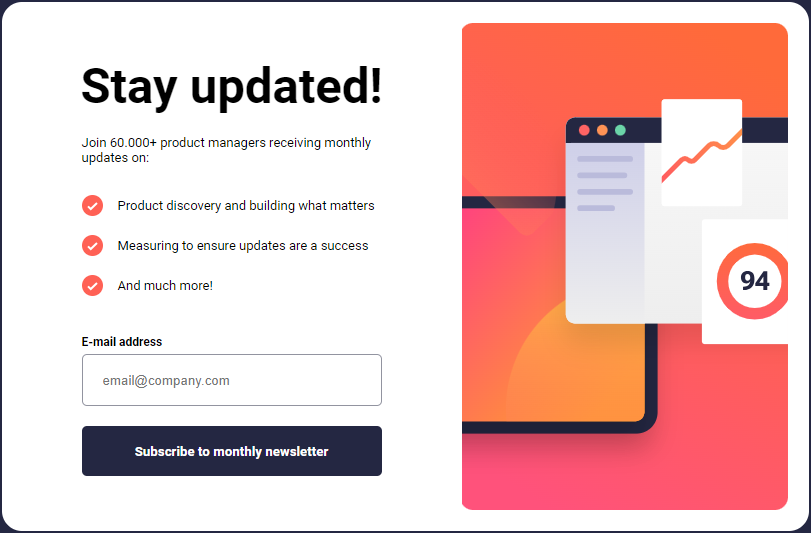 Stay updated!
Join 60.000+ product managers receiving monthly
updates on:
Product discovery and building what matters
Measuring to ensure updates are a success
And much more!
E-mail address
email@company.com
Subscribe to monthly newsletter
94